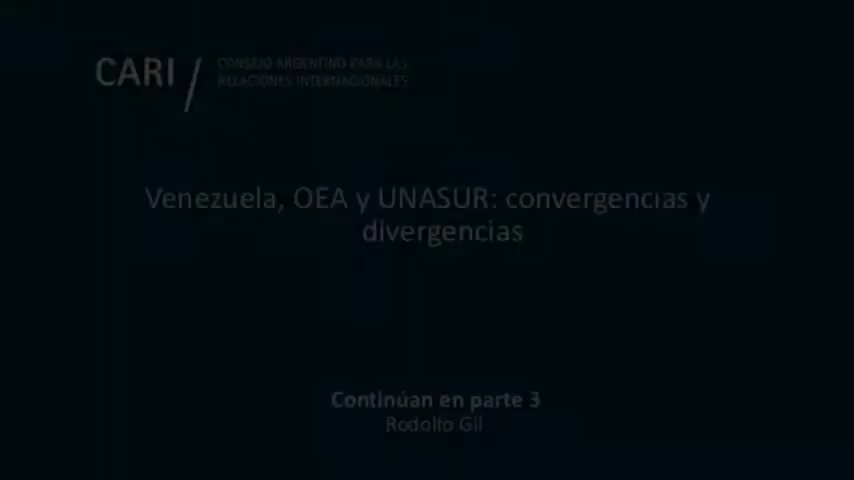 CARI
CONSEJO ARGENTINO PARA LAS
RELACIONES INTERNACIONALES
Venezuela, OEA y UNASUR: convergencias y
divergencias
Continúan en parte 3
Rodolfo Gil